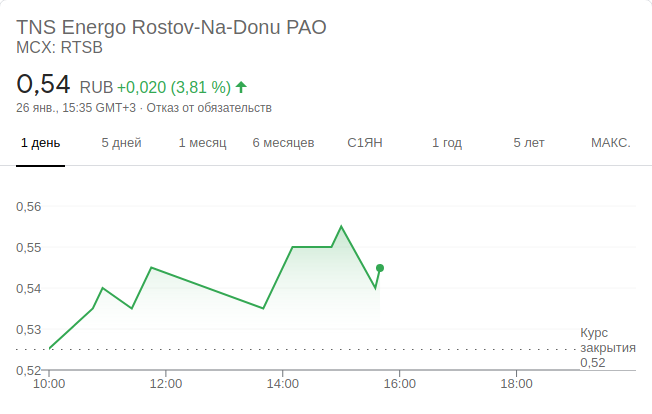 TNS Energo Rostov-Na-Donu PAO
MCX: RTSB
0,54 RUB +0,020 (3,81 %)
26 янв., 15:35 GMT+3 · Отказ от обязательств
1 день 5 дней 1 месяц 6 месяцев С1ЯН 1 год 5 лет МАКС.
0,56
0,55
0,54
0,53
Курс
закрытия
0,52
0,52
10:00 12:00 14:00 16:00 18:00